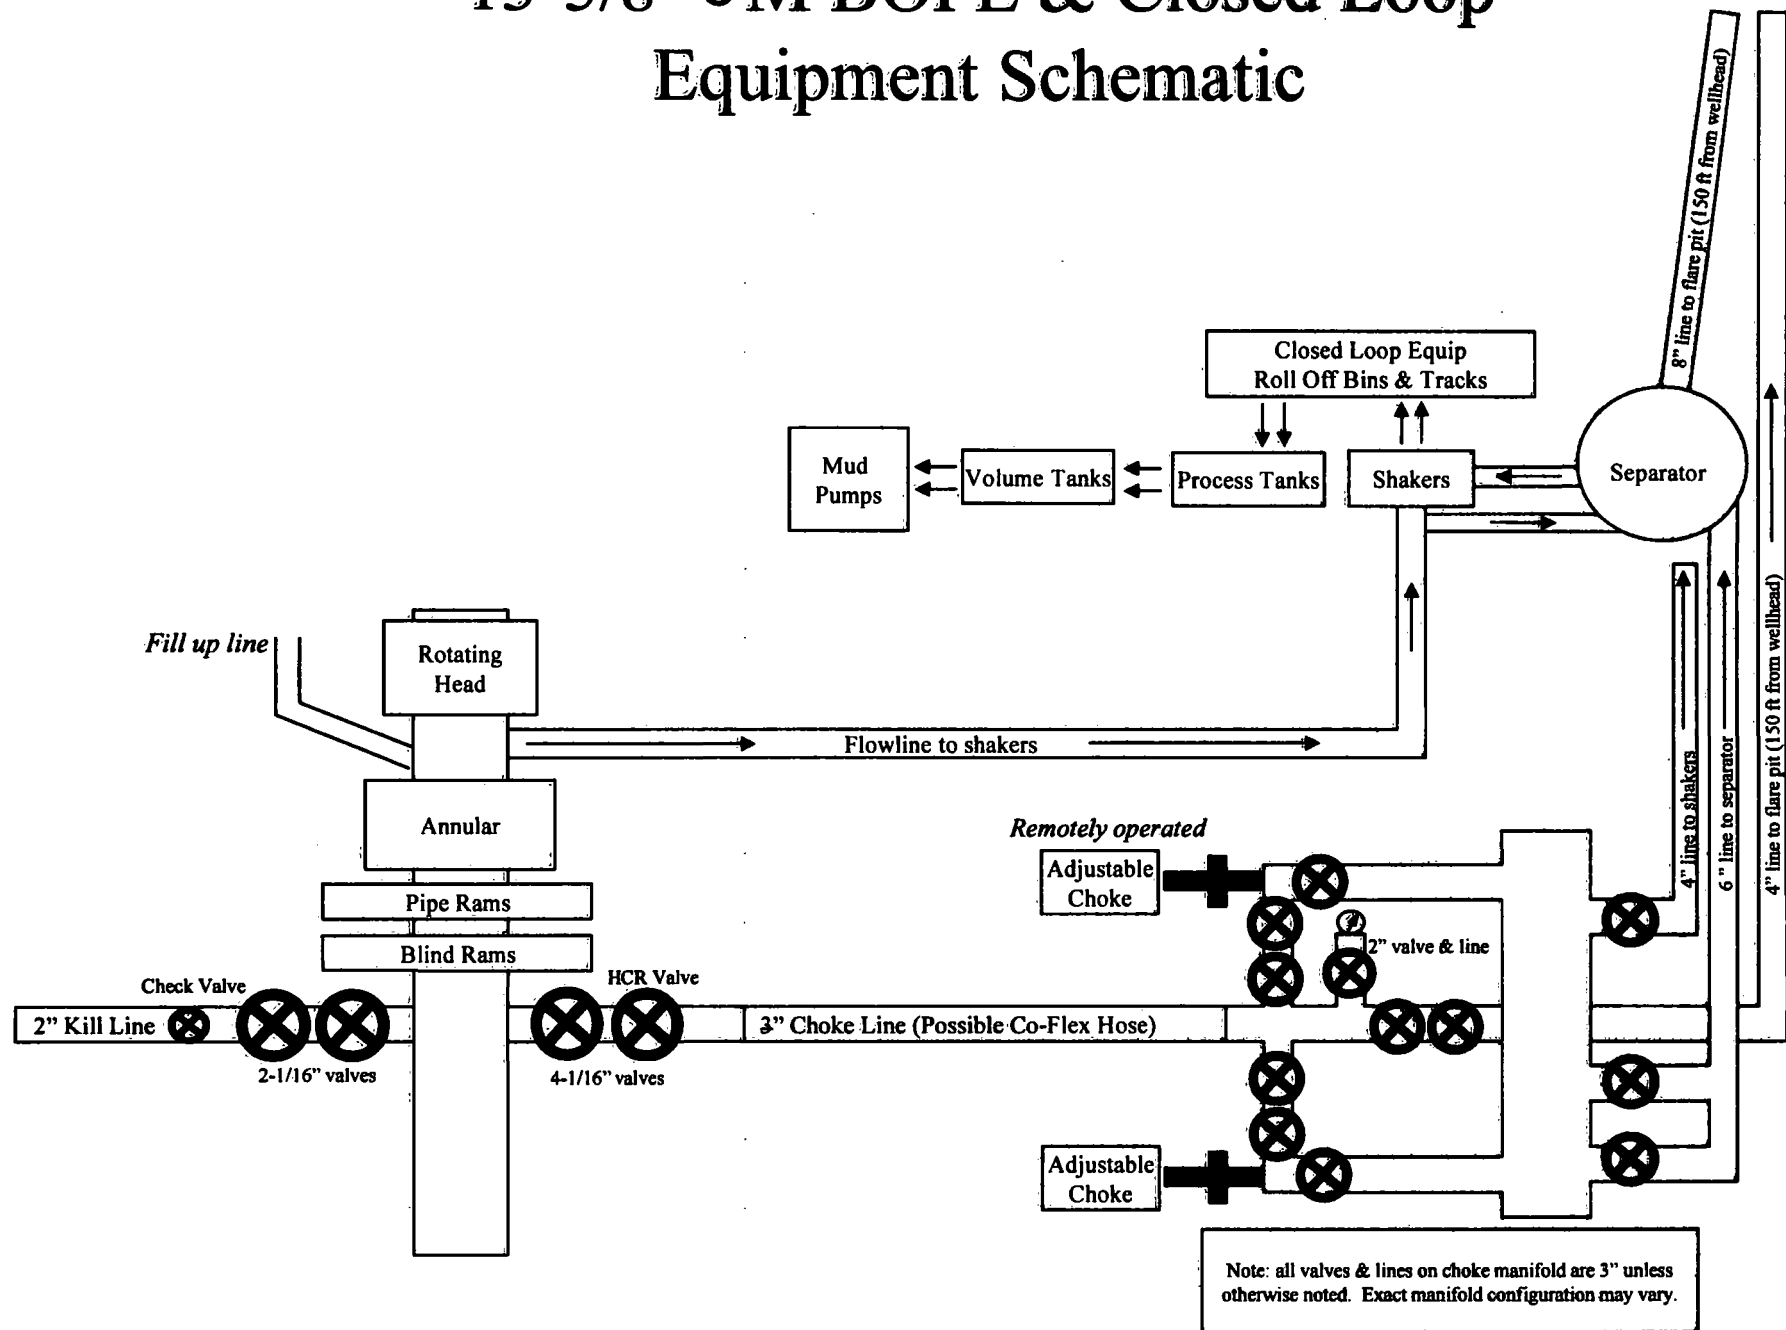 M BOPE & Closed Loop
Equipment Schematic
8” line to flare pit (150 ft from wellhead)
Closed Loop Equip
Roll Off Bins & Tracks
Mud
Pumps
Volume Tanks
Process Tanks
Shakers
Separator
Fill up line
Rotating
Head
Flowline to shakers
Annular
Pipe Rams
Blind Rams
Remotely operated
Adjustable
Choke
2” valve & line
4” line to shakers
6” line to separator
4” line to flare pit (150 ft from wellhead)
Check Valve
HCR Valve
2” Kill Line
3” Choke Line (Possible Co-Flex Hose)
2-1/16” valves
4-1/16” valves
Adjustable
Choke
Note: all valves & lines on choke manifold are 3” unless
otherwise noted.  Exact manifold configuration may vary.